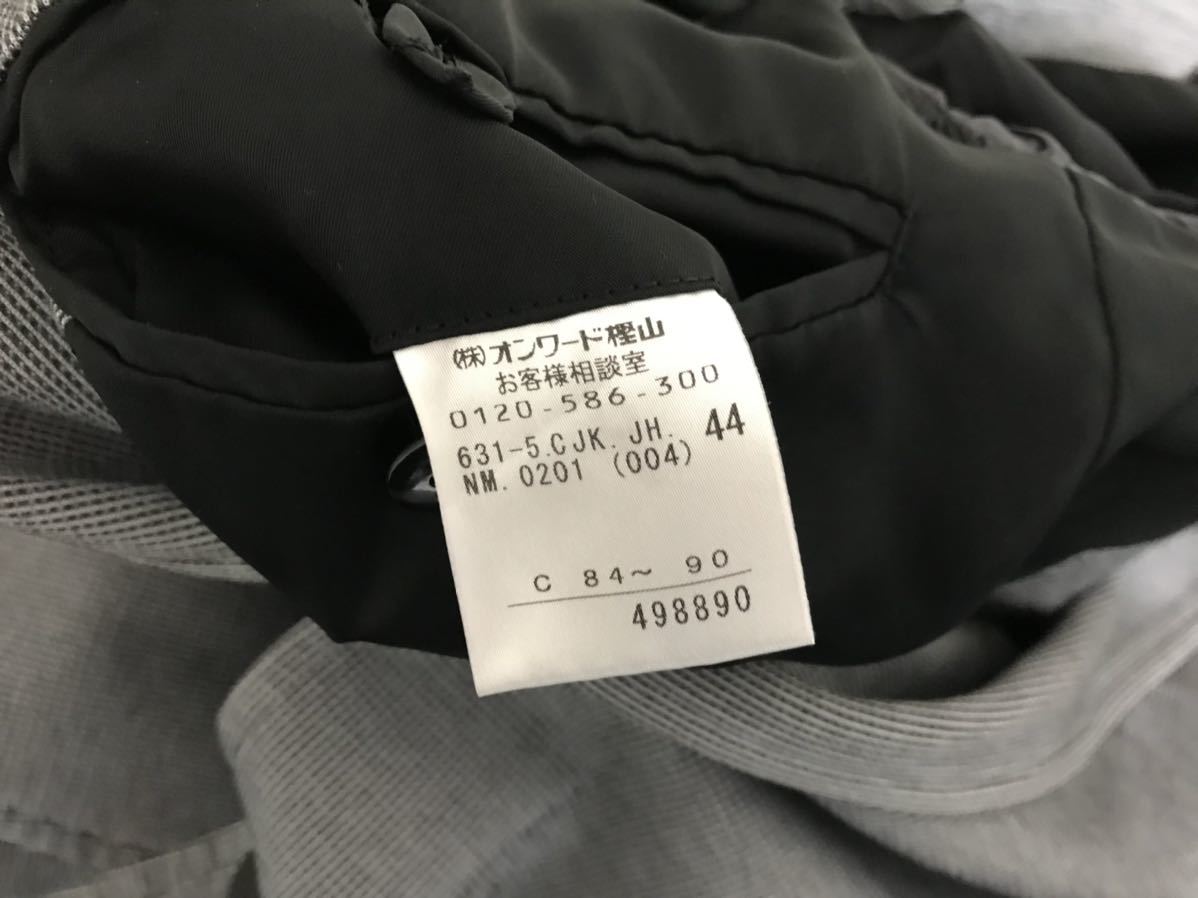 (株)オンワード樫山
お客様相談室
0120-586-300
631-5.CJK. JH. 44
NM. 0201 (004)
C 84～ 90
498890